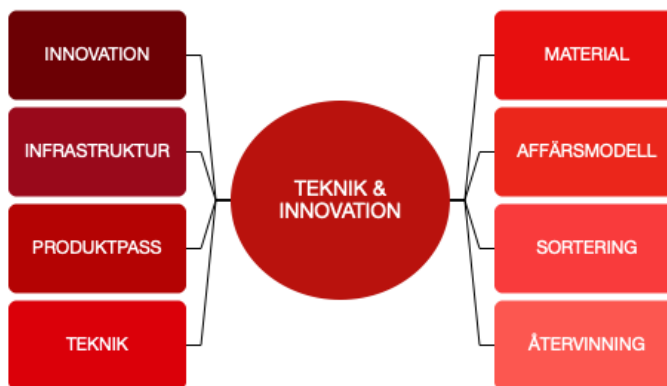 INNOVATION
INFRASTRUKTUR
PRODUKTPASS
TEKNIK
TEKNIK &
INNOVATION
MATERIAL
AFFÄRSMODELL
SORTERING
ÅTERVINNING